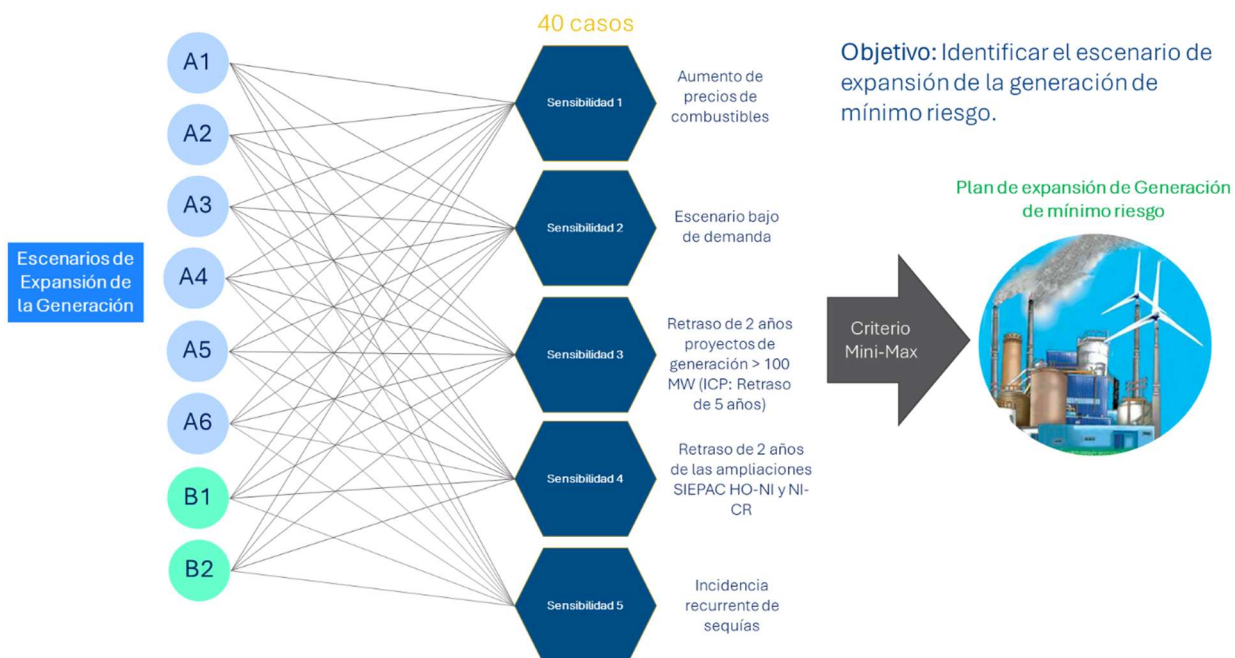 Escenarios de
Expansión de
la Generación
A1
A2
A3
A4
A5
A6
B1
B2
40 casos
Sensibilidad 1
Aumento de
precios de
combustibles
Sensibilidad 2
Escenario bajo
de demanda
Sensibilidad 3
Retraso de 2 años
proyectos de
generación > 100
MW (ICP: Retraso
de 5 años)
Sensibilidad 4
Retraso de 2 años
de las ampliaciones
SIEPAC HO-NI y NI-
CR
Sensibilidad 5
Incidencia
recurrente de
sequías
Objetivo: Identificar el escenario de
expansión de la generación de
mínimo riesgo.
Criterio
Mini-Max
Plan de expansión de Generación
de mínimo riesgo